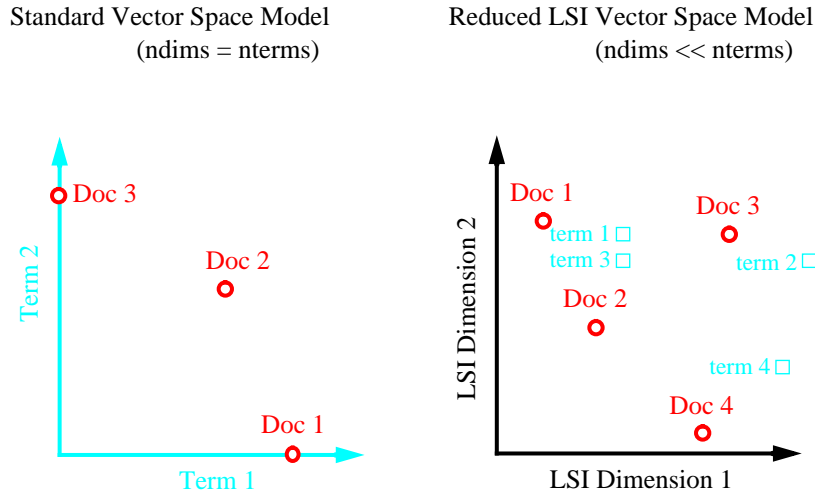 Standard Vector Space Model
(ndims = nterms)
Doc 3
Doc 2
Term 2
Doc 1
Term 1
Reduced LSI Vector Space Model
(ndims << nterms)
Doc 1
Doc 3
term 1
term 3
term 2
Doc 2
LSI Dimension 2
term 4
Doc 4
LSI Dimension 1